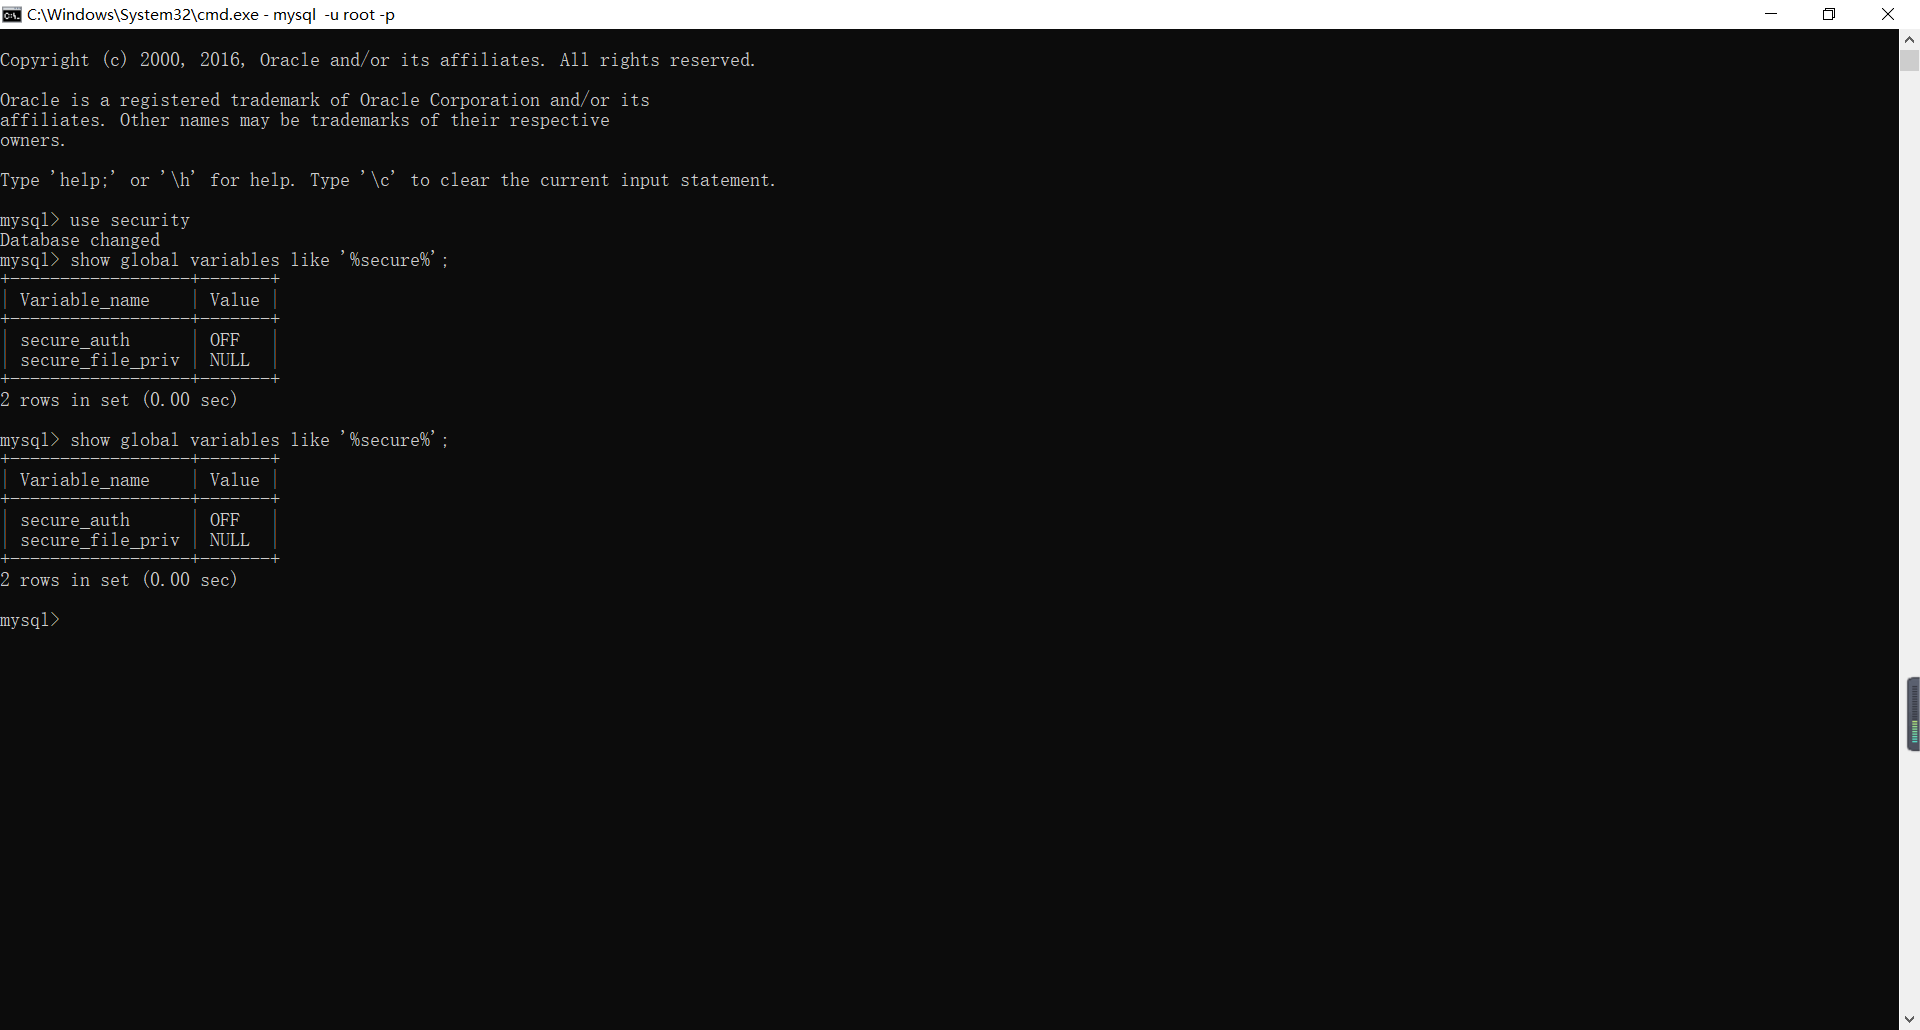 C:\Windows\System32\cmd.exe - mysql  -u root -p
Copyright (c) 2000, 2016, Oracle and/or its affiliates. All rights reserved.
Oracle is a registered trademark of Oracle Corporation and/or its
affiliates. Other names may be trademarks of their respective
owners.
Type 'help;' or '\h' for help. Type '\c' to clear the current input statement.
mysql> use security
Database changed
mysql> show global variables like '%secure%';
+------------------+-------+
| Variable_name    | Value |
+------------------+-------+
| secure_auth      | OFF   |
| secure_file_priv | NULL  |
+------------------+-------+
2 rows in set (0.00 sec)
mysql> show global variables like '%secure%';
+------------------+-------+
| Variable_name    | Value |
+------------------+-------+
| secure_auth      | OFF   |
| secure_file_priv | NULL  |
+------------------+-------+
2 rows in set (0.00 sec)
mysql>